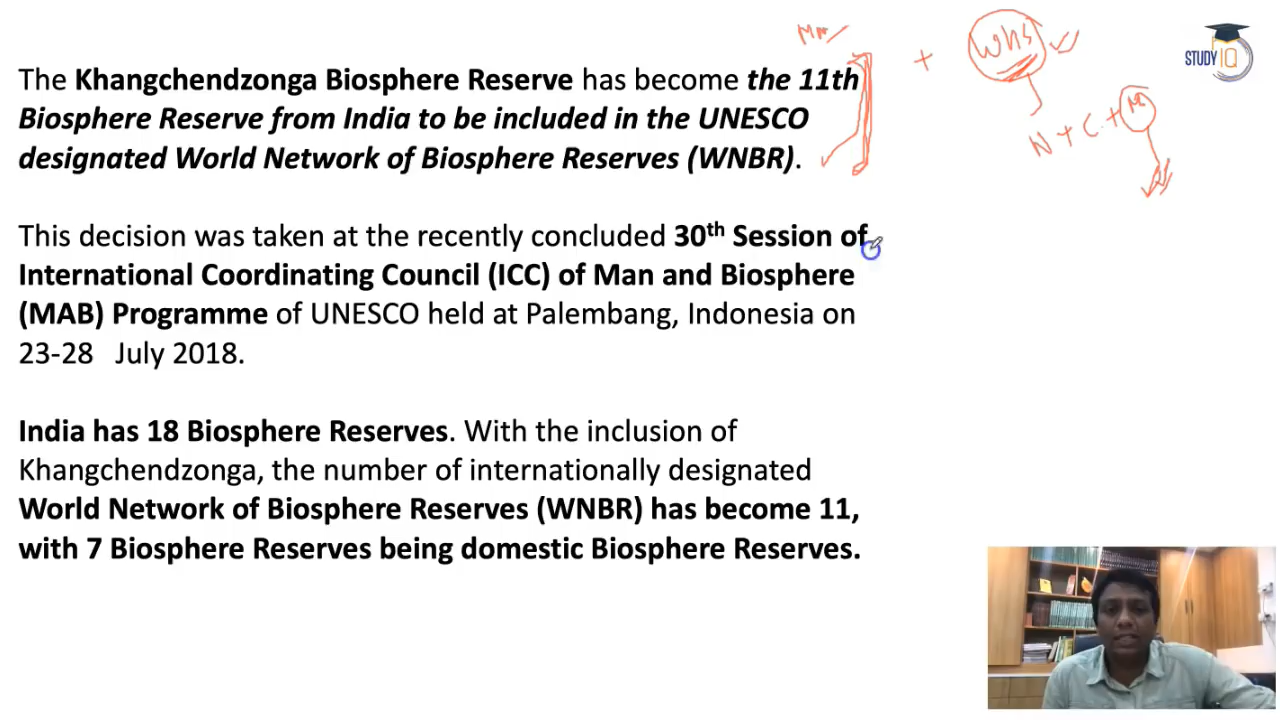 STUDY IQ
WHS
+
N + C + M
The Khangchendzonga Biosphere Reserve has become the 11th
Biosphere Reserve from India to be included in the UNESCO
designated World Network of Biosphere Reserves (WNBR).
This decision was taken at the recently concluded 30th Session of
International Coordinating Council (ICC) of Man and Biosphere
(MAB) Programme of UNESCO held at Palembang, Indonesia on
23-28 July 2018.
India has 18 Biosphere Reserves. With the inclusion of
Khangchendzonga, the number of internationally designated
World Network of Biosphere Reserves (WNBR) has become 11,
with 7 Biosphere Reserves being domestic Biosphere Reserves.